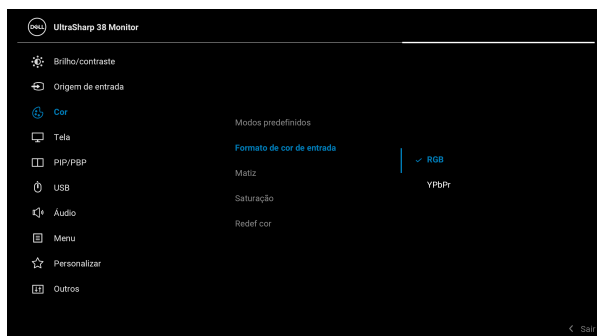 DELL
UltraSharp 38 Monitor
Brilho/contraste
Origem de entrada
Cor
Tela
PIP/PBP
USB
Áudio
Menu
Personalizar
Outros
Modos predefinidos
Formato de cor de entrada
Matiz
Saturação
Redef cor
RGB
YPbPr
Sair